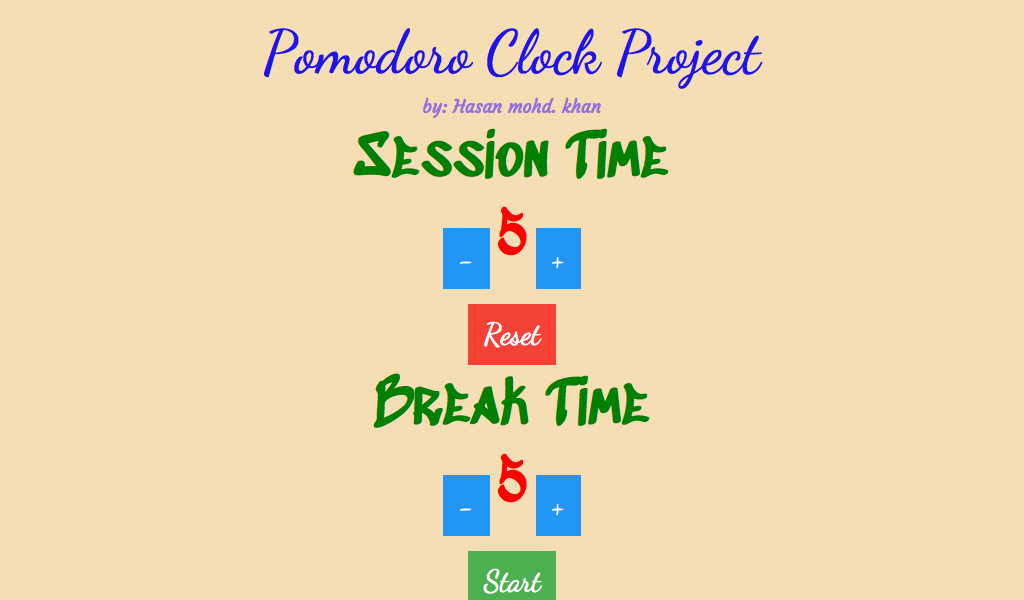 Pomodoro Clock Project
by: Hasan mohd. khan
Session Time
- 5 +
Reset
Break Time
- 5 +
Start